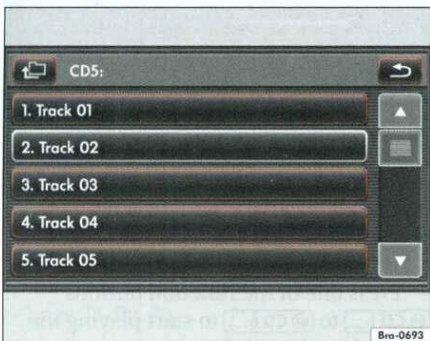 CD5:
1. Track 01
2. Track 02
3. Track 03
4. Track 04
5. Track 05
Bra-0693